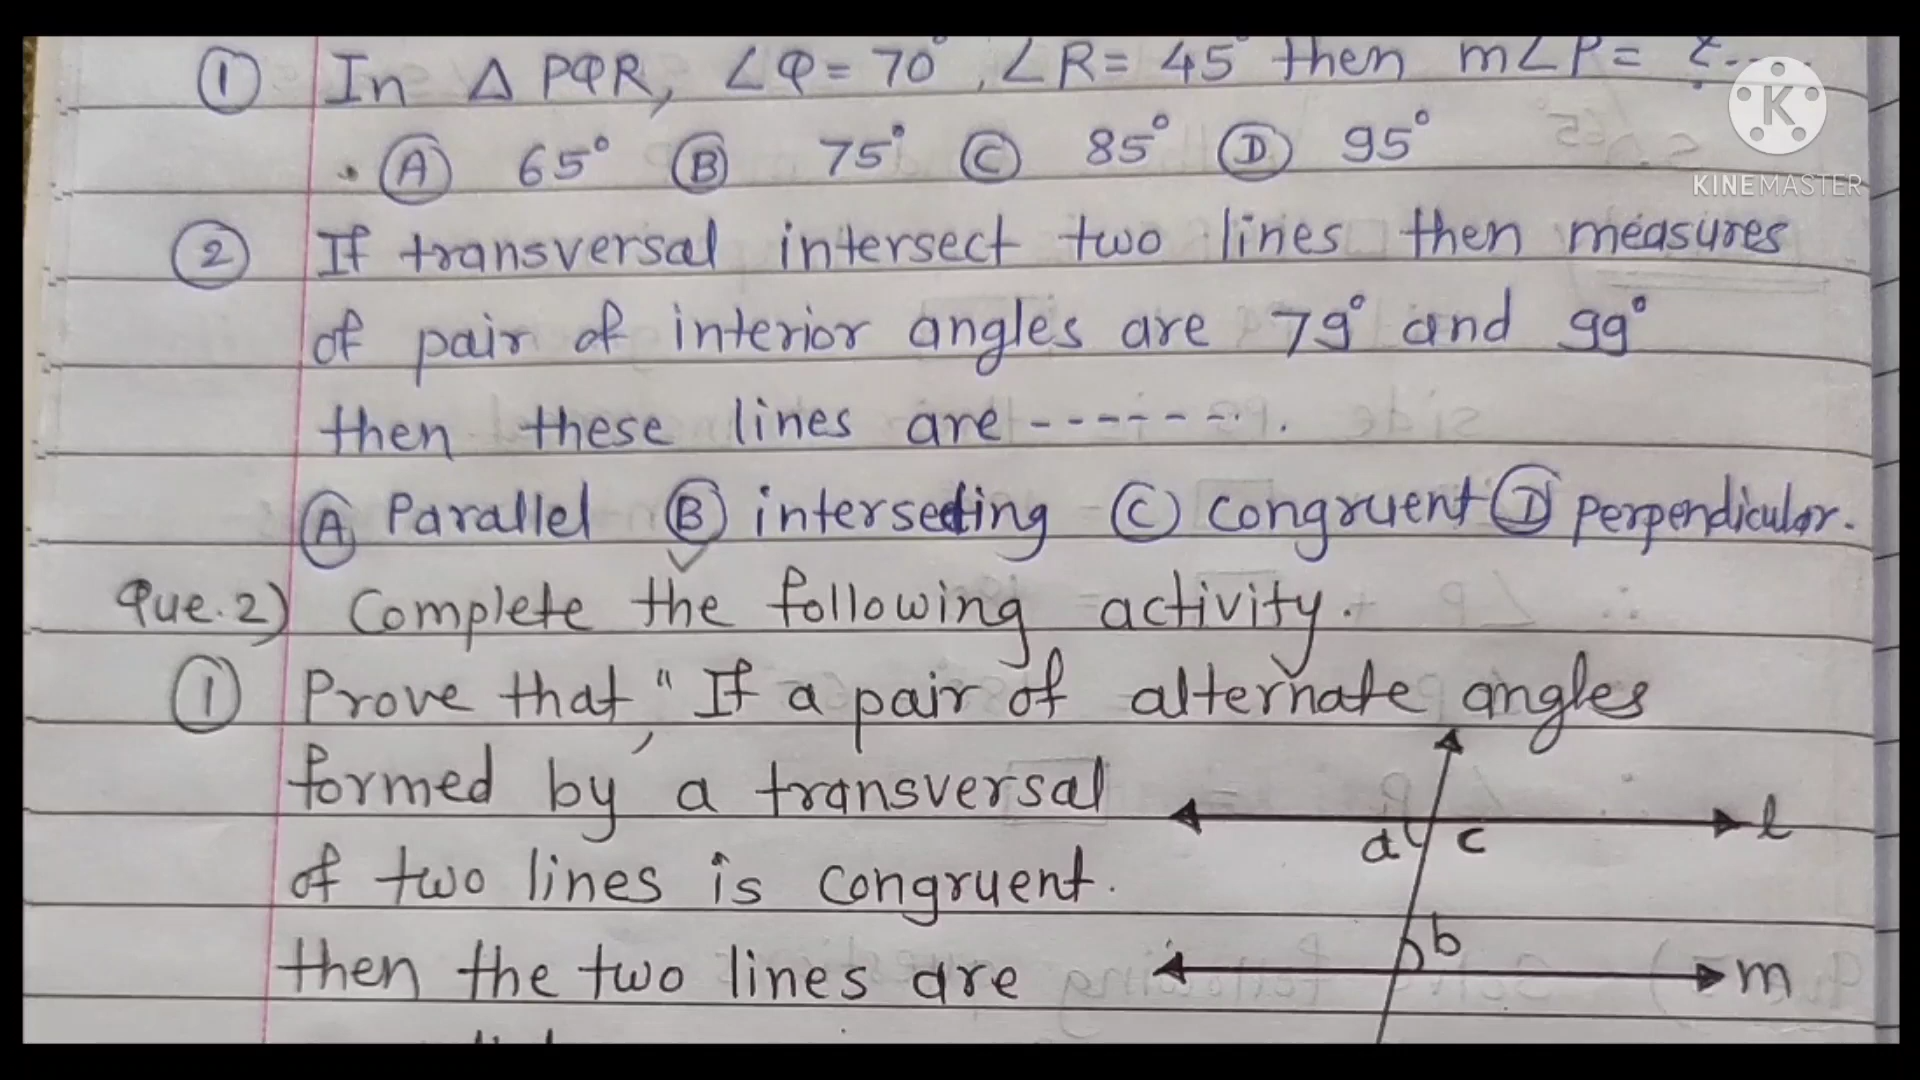 ① In △ PQR, ∠Q = 70°, ∠R = 45° then m∠P = ?....
Ⓐ 65° Ⓑ 75° Ⓒ 85° Ⓓ 95°
KINEMASTER
② If transversal intersect two lines then measures
of pair of interior angles are 79° and 99°
then these lines are -------.
Ⓐ Parallel Ⓑ intersecting Ⓒ congruent Ⓓ perpendicular.
Que.2) Complete the following activity.
① Prove that, "If a pair of alternate angles
formed by a transversal
of two lines is congruent.
then the two lines are
l
a c
b
m